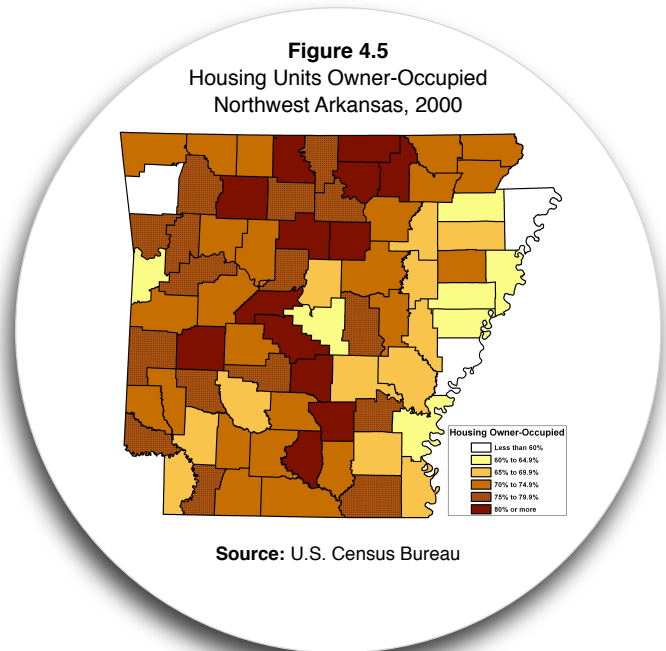 Figure 4.5
Housing Units Owner-Occupied
Northwest Arkansas, 2000
Housing Owner-Occupied
Less than 60%
60% to 64.9%
65% to 69.9%
70% to 74.9%
75% to 79.9%
80% or more
Source: U.S. Census Bureau